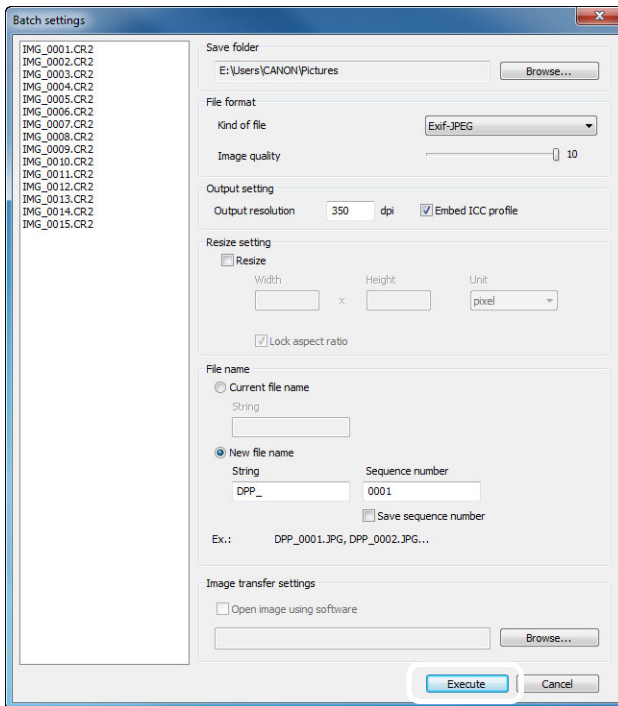 Batch settings
IMG_0001.CR2
IMG_0002.CR2
IMG_0003.CR2
IMG_0004.CR2
IMG_0005.CR2
IMG_0006.CR2
IMG_0007.CR2
IMG_0008.CR2
IMG_0009.CR2
IMG_0010.CR2
IMG_0011.CR2
IMG_0012.CR2
IMG_0013.CR2
IMG_0014.CR2
IMG_0015.CR2
Save folder
E:\Users\CANON\Pictures Browse...
File format
Kind of file Exif-JPEG
Image quality 10
Output setting
Output resolution 350 dpi Embed ICC profile
Resize setting
Resize
Width Height Unit
x pixel
Lock aspect ratio
File name
Current file name
String
New file name
String Sequence number
DPP_ 0001
Save sequence number
Ex.: DPP_0001.JPG, DPP_0002.JPG...
Image transfer settings
Open image using software
Browse...
Execute Cancel